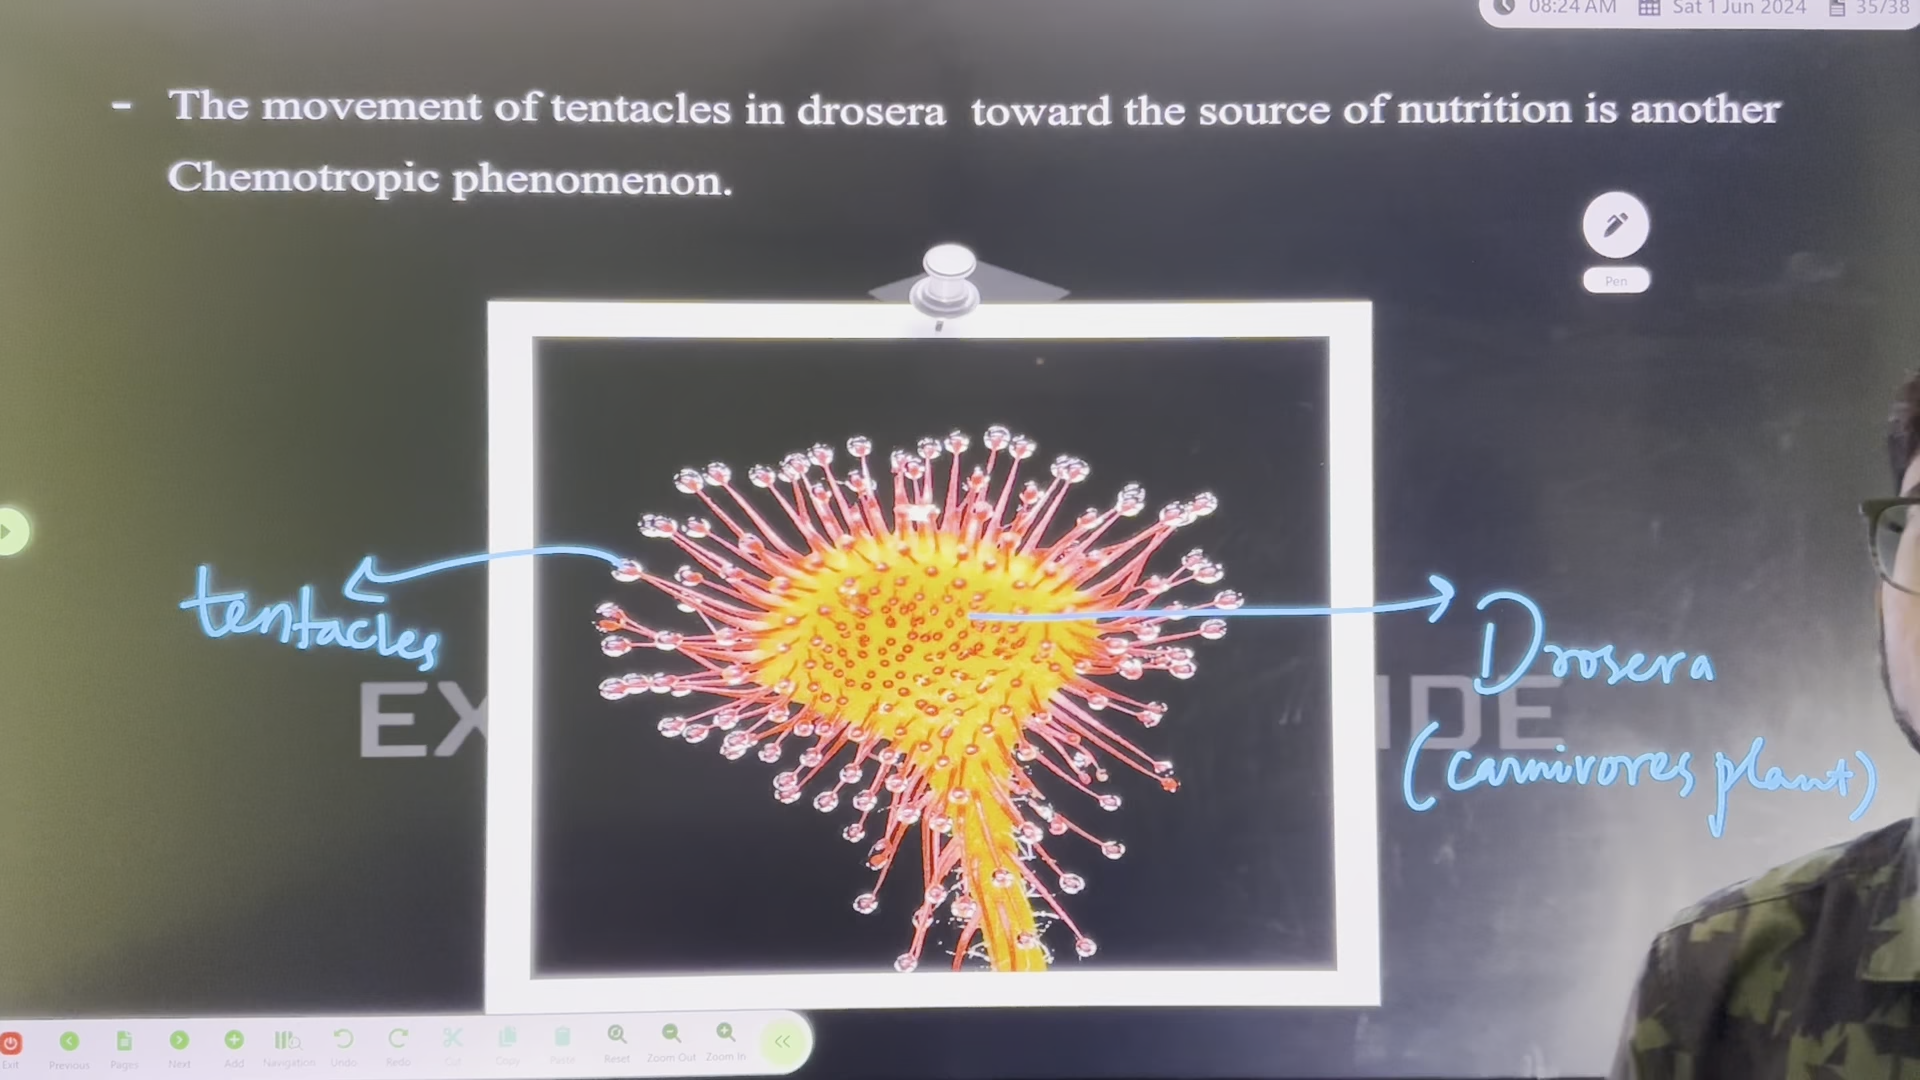 08:24 AM Sat 1 Jun 2024 35/38
- The movement of tentacles in drosera toward the source of nutrition is another
Chemotropic phenomenon.
Pen
tentacles
Drosera
(carnivores plant)
EX
IDE
Exit Previous Pages Next Add Navigation Undo Redo Cut Copy Paste Reset Zoom Out Zoom In